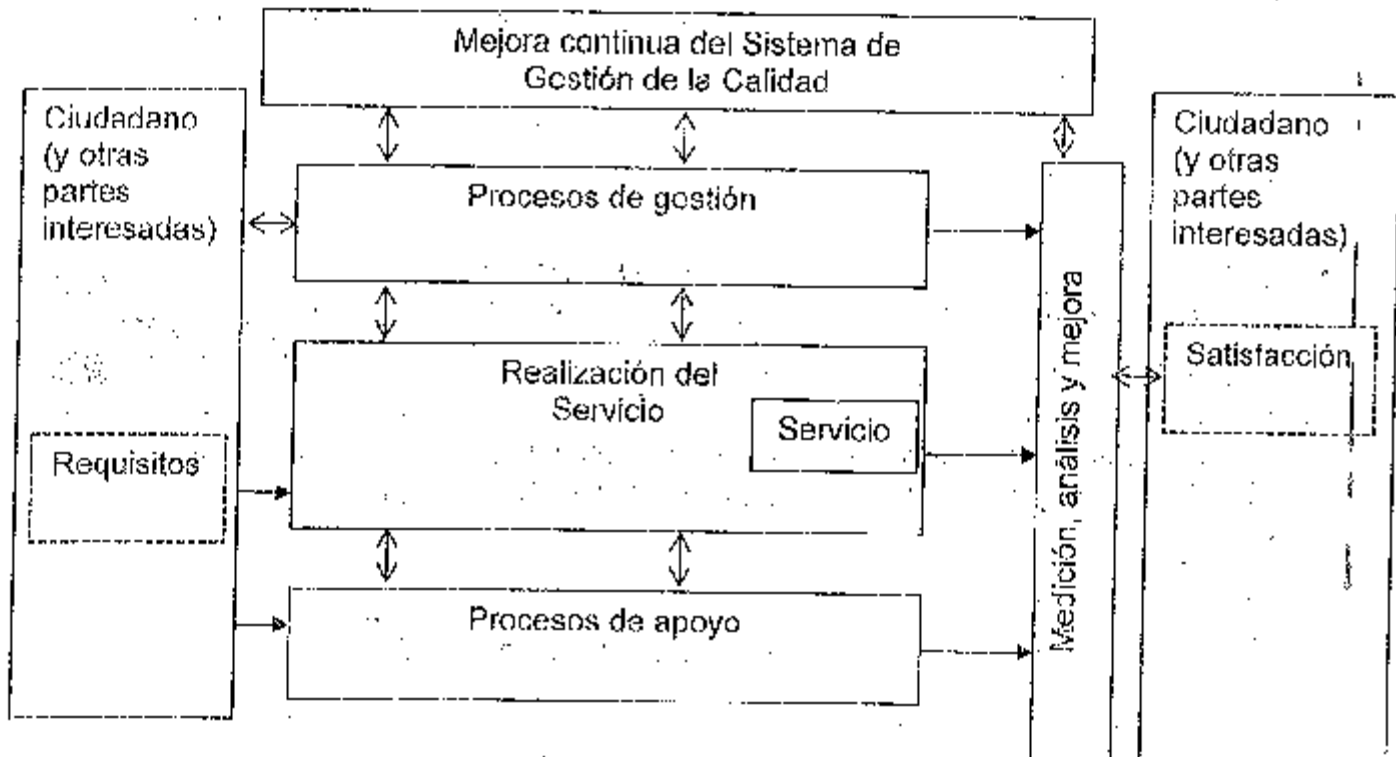 Mejora continua del Sistema de
Gestión de la Calidad
Ciudadano
(y otras
partes
interesadas)
Requisitos
Procesos de gestión
Realización del
Servicio
Servicio
Procesos de apoyo
Medición, análisis y mejora
Ciudadano
(y otras
partes
interesadas)
Satisfacción